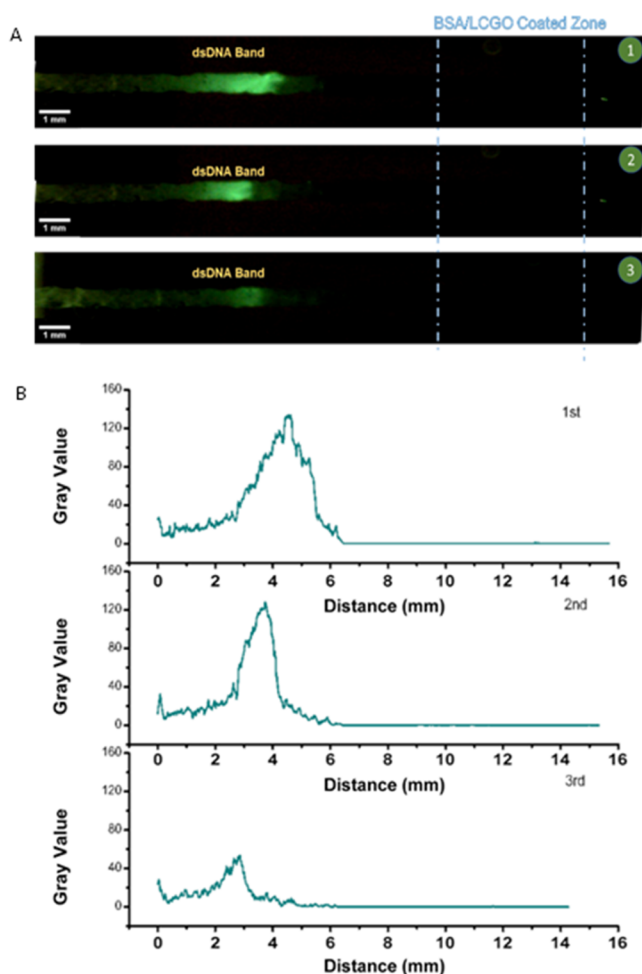 A
BSA/LCGO Coated Zone
dsDNA Band
1
1 mm
dsDNA Band
2
1 mm
dsDNA Band
3
1 mm
B
160
120
80
40
0
Gray Value
1st
0 2 4 6 8 10 12 14 16
Distance (mm)
2nd
160
120
80
40
0
Gray Value
0 2 4 6 8 10 12 14 16
Distance (mm)
3rd
160
120
80
40
0
Gray Value
0 2 4 6 8 10 12 14 16
Distance (mm)